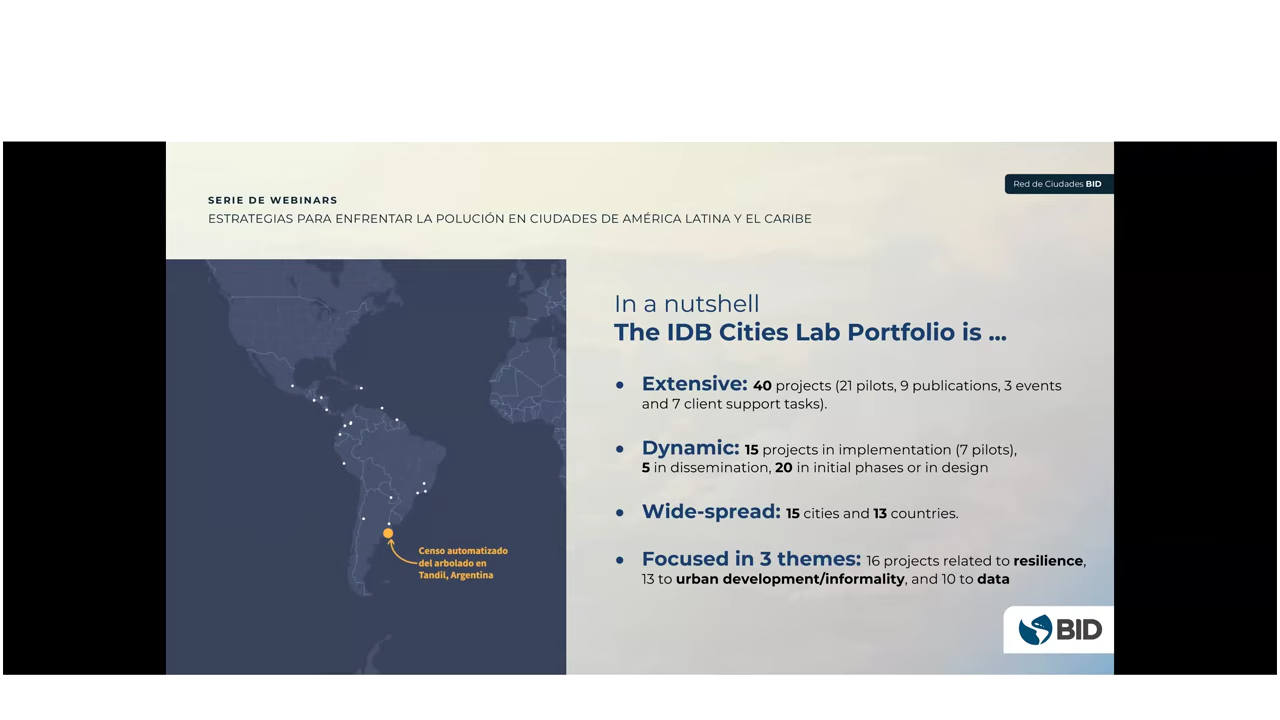 Red de Ciudades BID
SERIE DE WEBINARS
ESTRATEGIAS PARA ENFRENTAR LA POLUCIÓN EN CIUDADES DE AMÉRICA LATINA Y EL CARIBE
In a nutshell
The IDB Cities Lab Portfolio is ...
• Extensive: 40 projects (21 pilots, 9 publications, 3 events
and 7 client support tasks).
• Dynamic: 15 projects in implementation (7 pilots),
5 in dissemination, 20 in initial phases or in design
• Wide-spread: 15 cities and 13 countries.
• Focused in 3 themes: 16 projects related to resilience,
13 to urban development/informality, and 10 to data
Censo automatizado
del arbolado en
Tandil, Argentina
BID